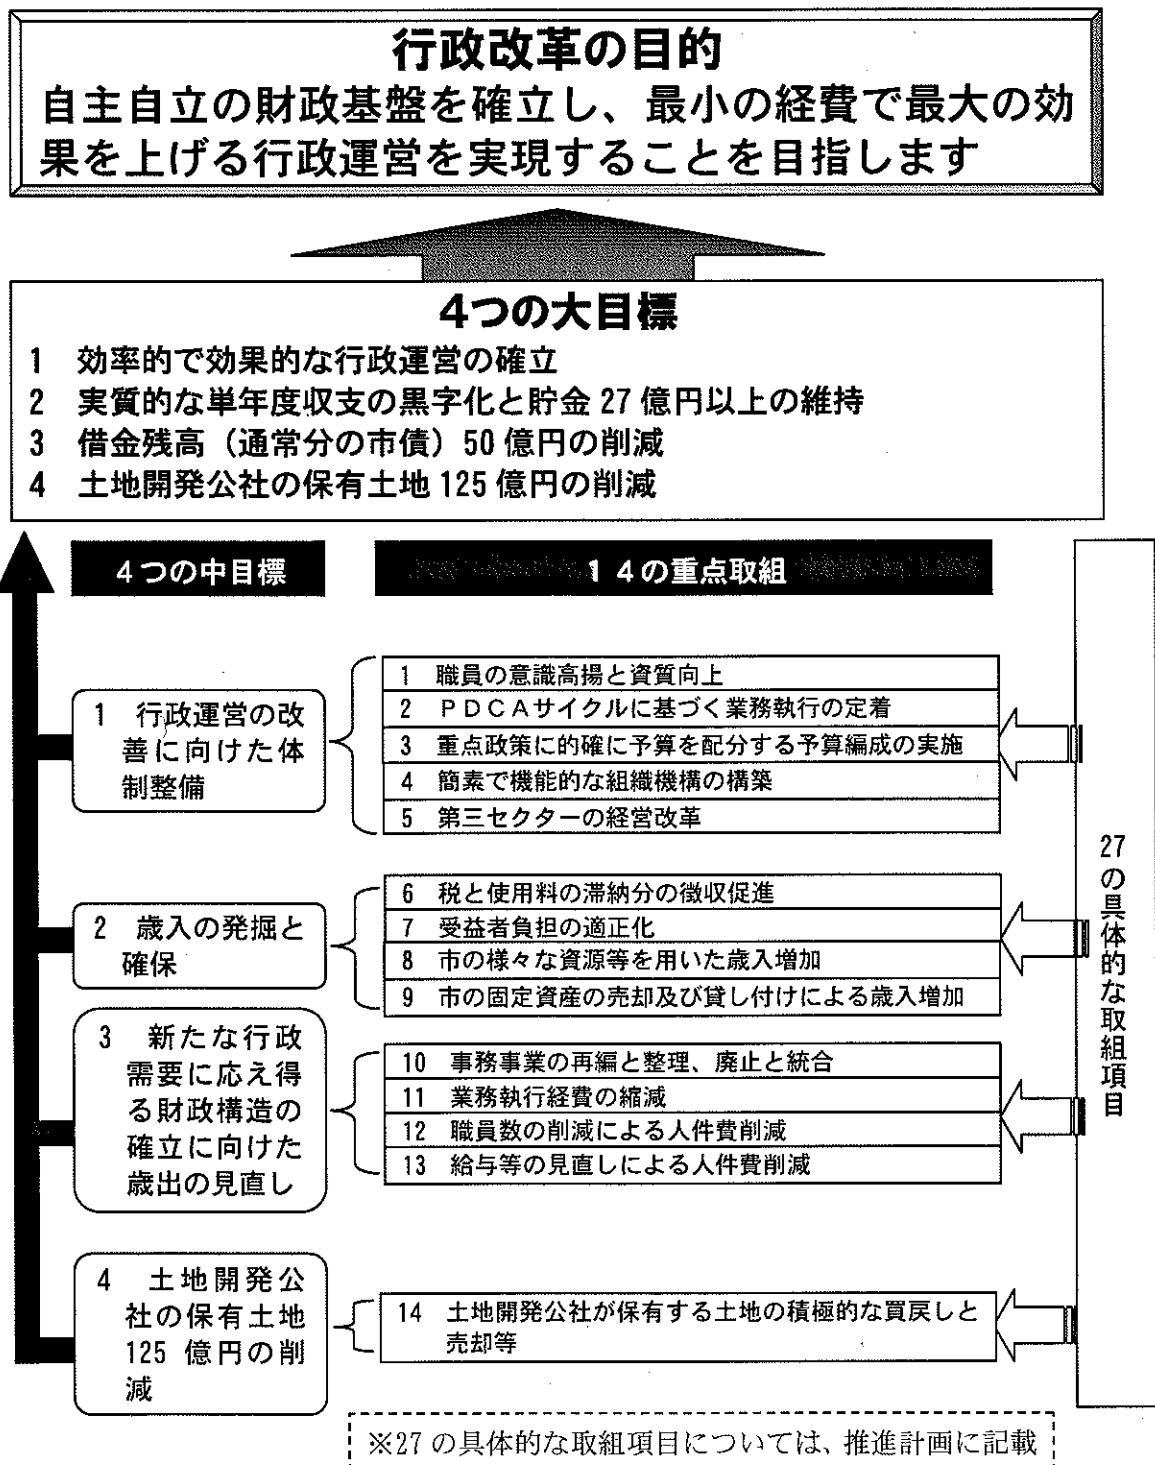 行政改革の目的
自主自立の財政基盤を確立し、最小の経費で最大の効
果を上げる行政運営を実現することを目指します
4つの大目標
1 効率的で効果的な行政運営の確立
2 実質的な単年度収支の黒字化と貯金 27 億円以上の維持
3 借金残高（通常分の市債）50 億円の削減
4 土地開発公社の保有土地 125 億円の削減
4つの中目標
14の重点取組
1 行政運営の改
善に向けた体
制整備
1 職員の意識高揚と資質向上
2 ＰＤＣＡサイクルに基づく業務執行の定着
3 重点政策に的確に予算を配分する予算編成の実施
4 簡素で機能的な組織機構の構築
5 第三セクターの経営改革
2 歳入の発掘と
確保
6 税と使用料の滞納分の徴収促進
7 受益者負担の適正化
8 市の様々な資源等を用いた歳入増加
9 市の固定資産の売却及び貸し付けによる歳入増加
3 新たな行政
需要に応え得
る財政構造の
確立に向けた
歳出の見直し
10 事務事業の再編と整理、廃止と統合
11 業務執行経費の縮減
12 職員数の削減による人件費削減
13 給与等の見直しによる人件費削減
4 土地開発公
社の保有土地
125 億円の削
減
14 土地開発公社が保有する土地の積極的な買戻しと
売却等
27の具体的な取組項目
※27 の具体的な取組項目については、推進計画に記載